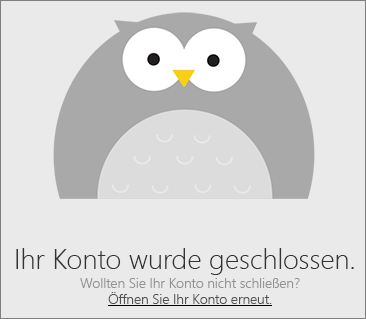 Ihr Konto wurde geschlossen.
Wollten Sie Ihr Konto nicht schließen?
Öffnen Sie Ihr Konto erneut.